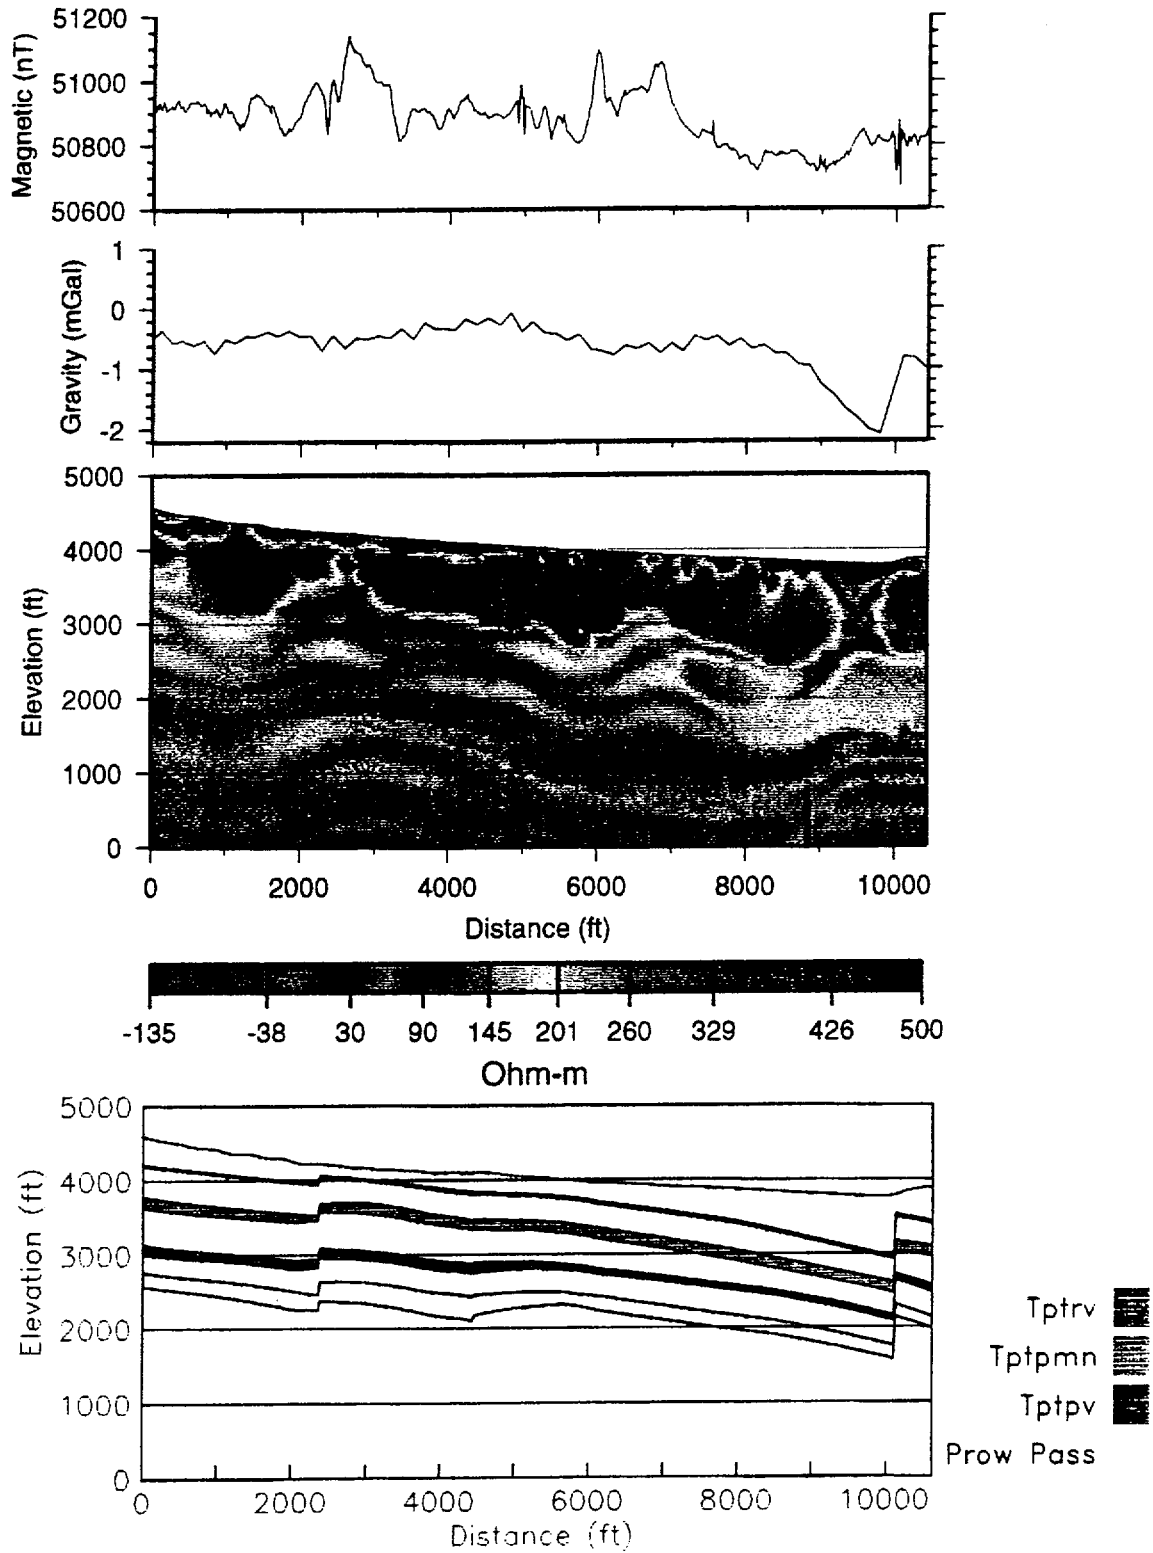 51200
51000
50800
50600
Magnetic (nT)
1
0
-1
-2
Gravity (mGal)
5000
4000
3000
2000
1000
0
Elevation (ft)
0 2000 4000 6000 8000 10000
Distance (ft)
-135 -38 30 90 145 201 260 329 426 500
Ohm-m
5000
4000
3000
2000
1000
0
Elevation (ft)
Tptrv
Tptpmn
Tptpv
Prow Pass
0 2000 4000 6000 8000 10000
Distance (ft)